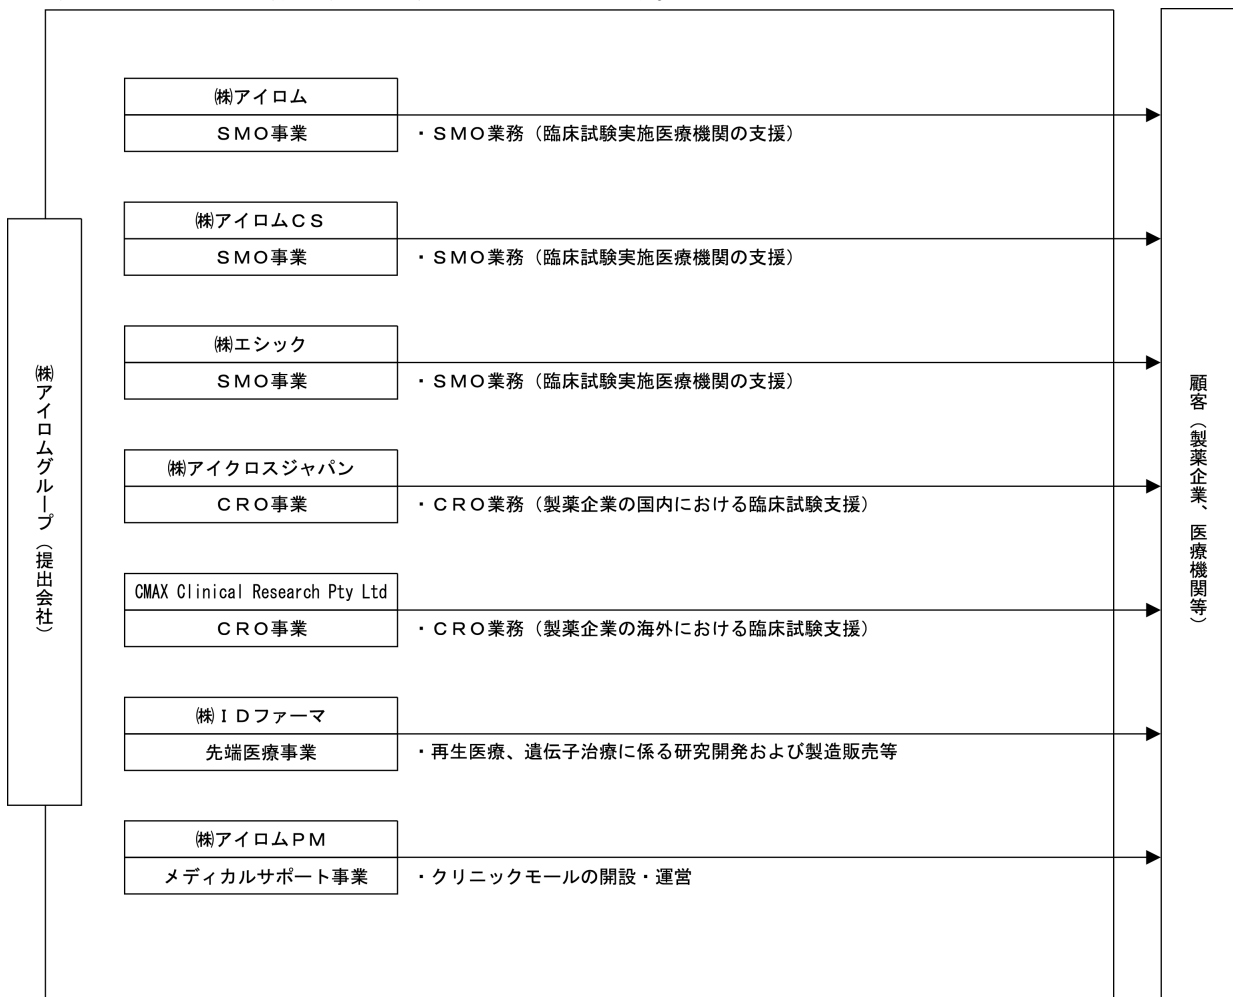 ㈱アイロムグループ（提出会社）
㈱アイロム
ＳＭＯ事業
・ＳＭＯ業務（臨床試験実施医療機関の支援）
㈱アイロムＣＳ
ＳＭＯ事業
・ＳＭＯ業務（臨床試験実施医療機関の支援）
㈱エシック
ＳＭＯ事業
・ＳＭＯ業務（臨床試験実施医療機関の支援）
㈱アイクロスジャパン
ＣＲＯ事業
・ＣＲＯ業務（製薬企業の国内における臨床試験支援）
CMAX Clinical Research Pty Ltd
ＣＲＯ事業
・ＣＲＯ業務（製薬企業の海外における臨床試験支援）
㈱ＩＤファーマ
先端医療事業
・再生医療、遺伝子治療に係る研究開発および製造販売等
㈱アイロムＰＭ
メディカルサポート事業
・クリニックモールの開設・運営
顧客（製薬企業、医療機関等）